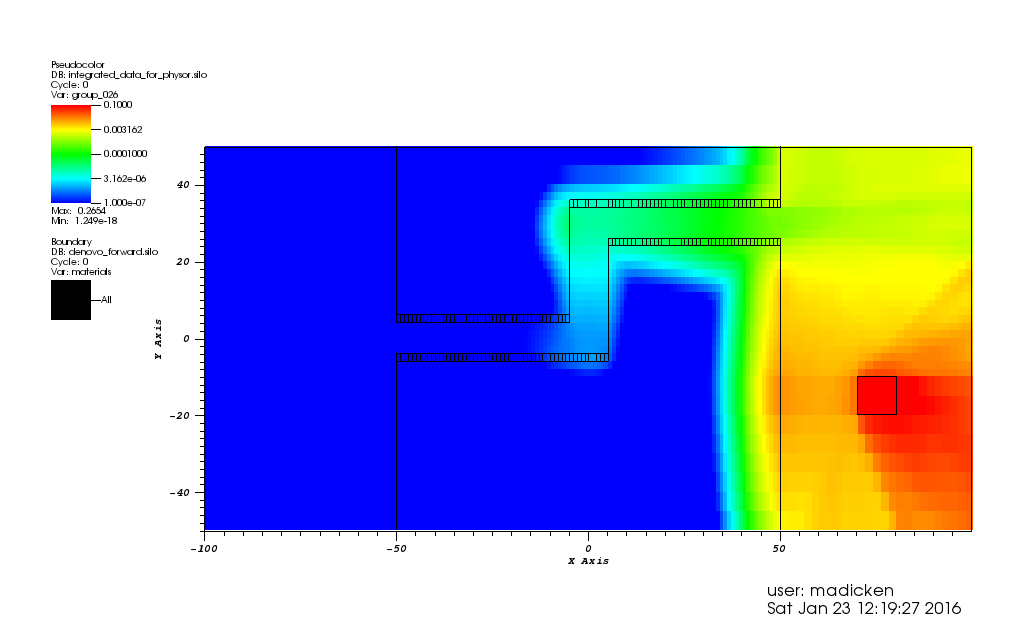 Pseudocolor
DB: integrated_data_for_physor.silo
Cycle: 0
Var: group_026
0.1000
0.003162
0.0001000
3.162e-06
1.000e-07
Max: 0.2654
Min: 1.249e-18
Boundary
DB: denovo_forward.silo
Cycle: 0
Var: materials
All
40
20
0
-20
-40
Y Axis
-100
-50
0
50
X Axis
user: madicken
Sat Jan 23 12:19:27 2016